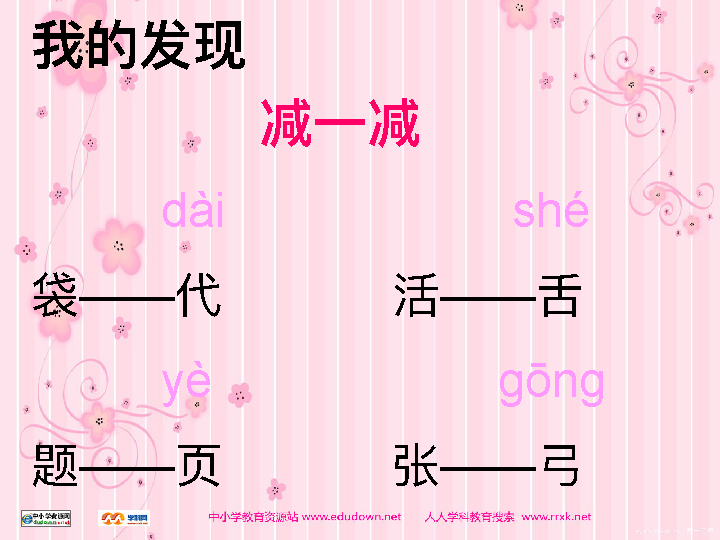 我的发现
减一减
dài shé
袋——代 活——舌
yè gōng
题——页 张——弓
中小学教育资源站 www.edudown.net 人人学科教育搜索 www.rrxk.net